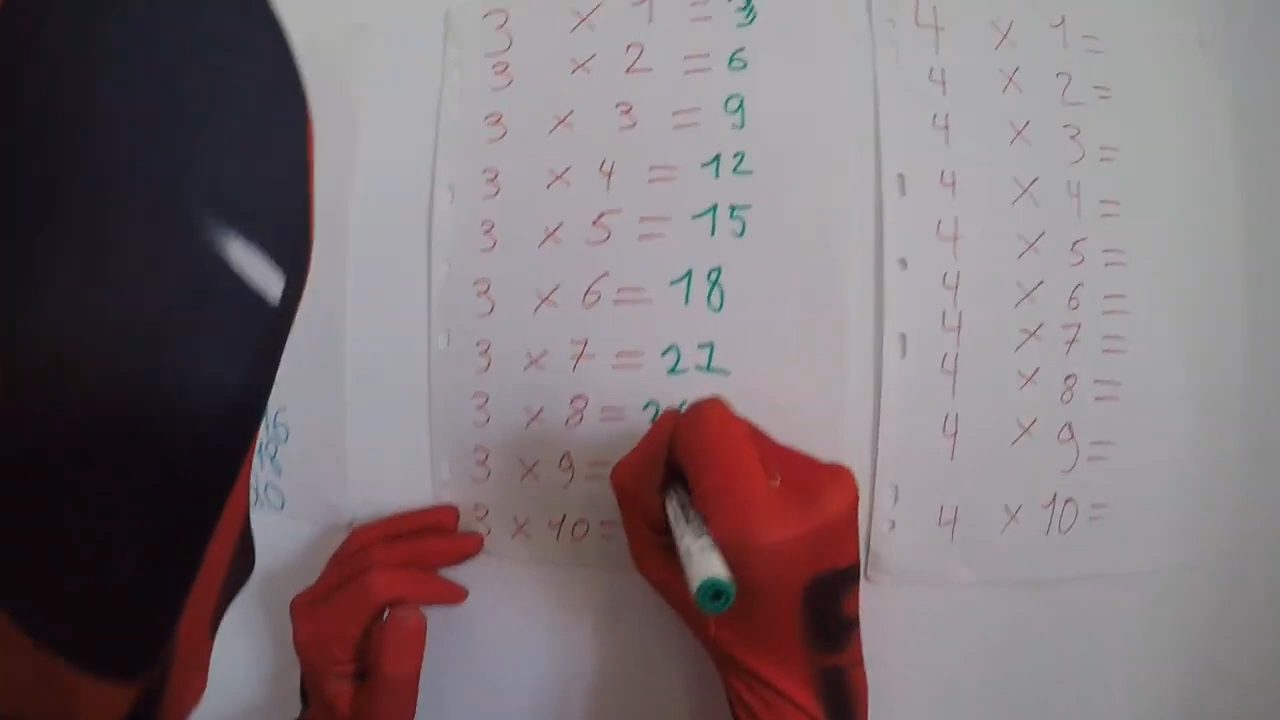 3 × 1 = 3
3 × 2 = 6
3 × 3 = 9
3 × 4 = 12
3 × 5 = 15
3 × 6 = 18
3 × 7 = 21
3 × 8 =
3 × 9 =
3 × 10 =
4 × 1 =
4 × 2 =
4 × 3 =
4 × 4 =
4 × 5 =
4 × 6 =
4 × 7 =
4 × 8 =
4 × 9 =
4 × 10 =